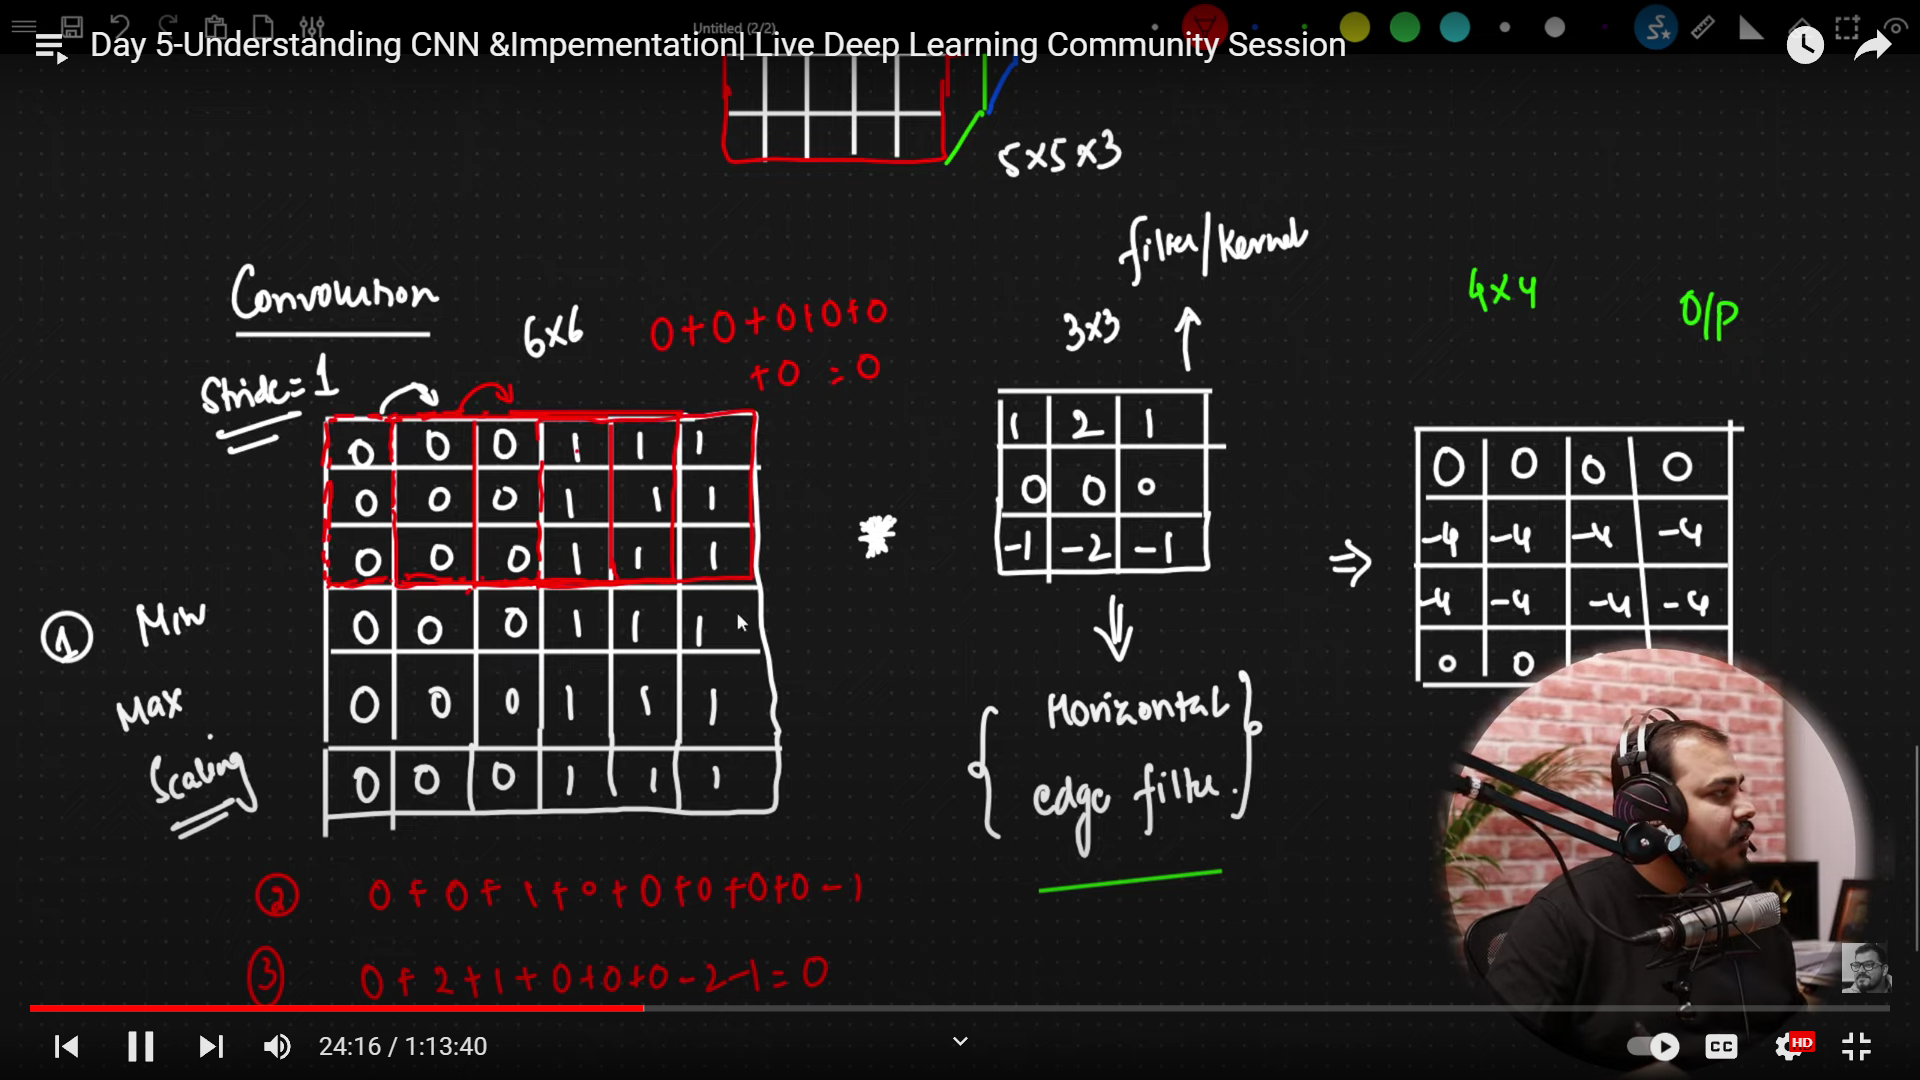 Untitled (2/2)
Day 5-Understanding CNN &Impementation| Live Deep Learning Community Session
5x5x3
filter/Kernel
Convolution
6x6
0+0+0+0+0
+0 = 0
3x3
4x4
O/P
Stride=1
0 0 0 1 1 1
0 0 0 1 1 1
0 0 0 1 1 1
0 0 0 1 1 1
0 0 0 1 1 1
0 0 0 1 1 1
*
1 2 1
0 0 0
-1 -2 -1
⇒
0 0 0 0
-4 -4 -4 -4
-4 -4 -4 -4
0 0
① Min
Max
Scaling
{ Horizontal
edge filter. }
② 0+0+1+0+0+0+0+0-1
③ 0+2+1+0+0+0-2-1=0
24:16 / 1:13:40
CC
HD